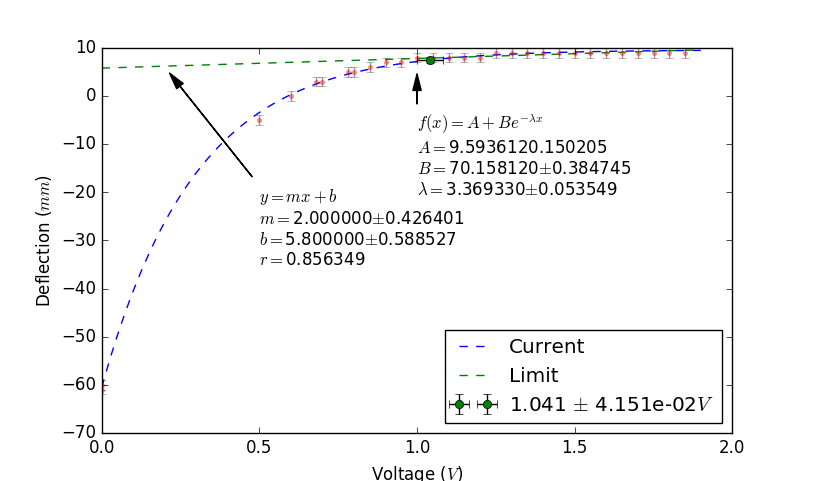 10
0
−10
−20
−30
−40
−50
−60
−70
0.0
0.5
1.0
1.5
2.0
Deflection (mm)
Voltage (V)
f(x) = A + Be^{−λx}
A = 9.5936120.150205
B = 70.158120±0.384745
λ = 3.369330±0.053549
y = mx + b
m = 2.000000±0.426401
b = 5.800000±0.588527
r = 0.856349
Current
Limit
1.041 ± 4.151e-02V